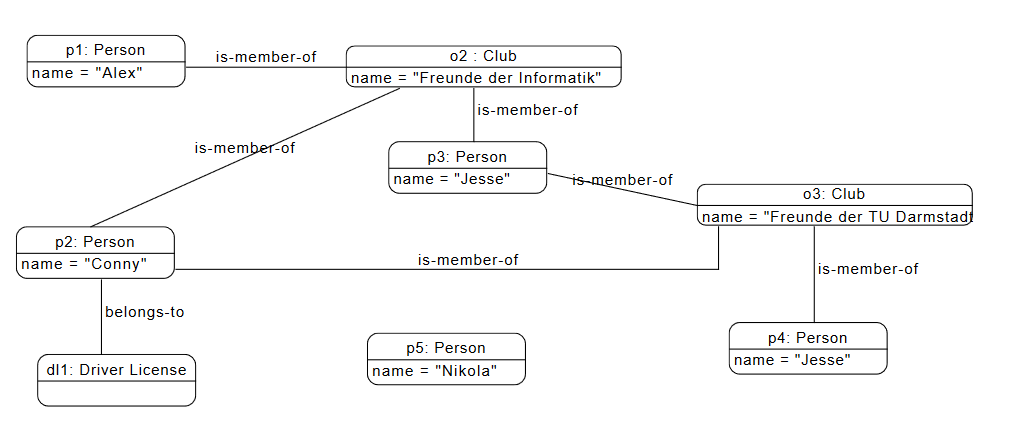 p1: Person
name = "Alex"
is-member-of
o2 : Club
name = "Freunde der Informatik"
is-member-of
is-member-of
p3: Person
name = "Jesse"
is-member-of
o3: Club
name = "Freunde der TU Darmstadt
p2: Person
name = "Conny"
is-member-of
is-member-of
belongs-to
p4: Person
name = "Jesse"
p5: Person
name = "Nikola"
dl1: Driver License